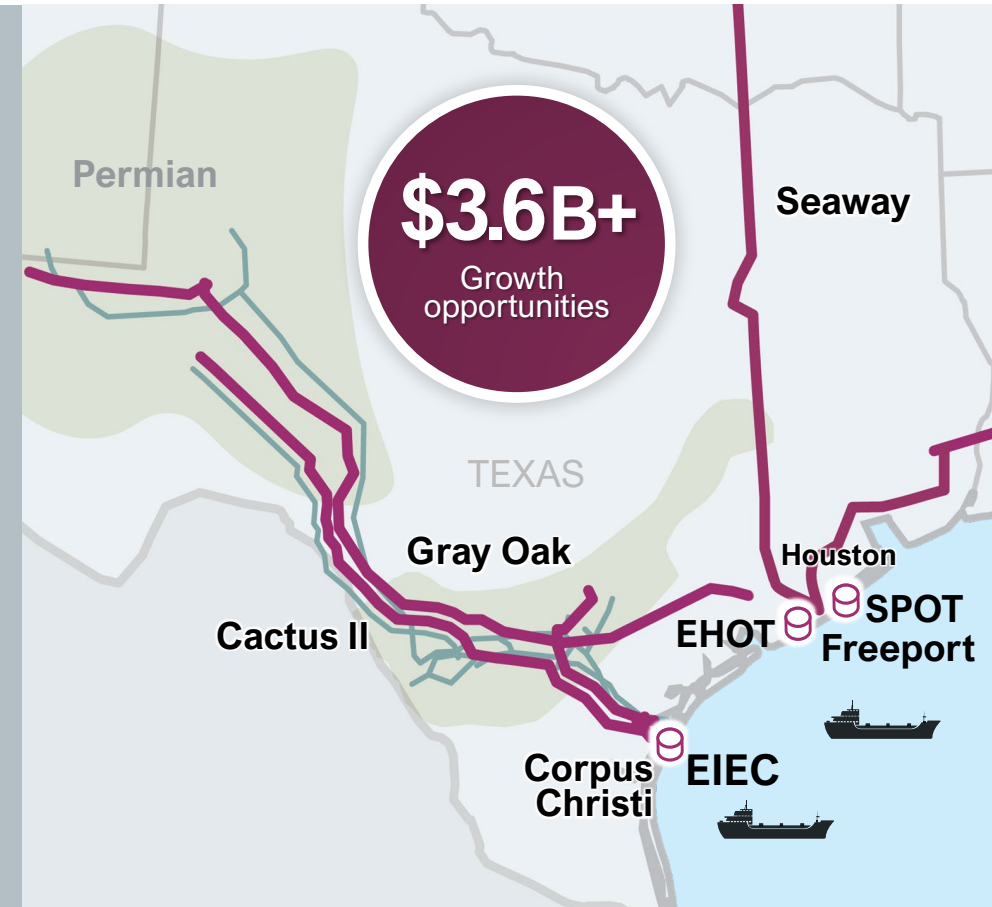 Permian
$3.6B+
Growth
opportunities
Seaway
TEXAS
Gray Oak
Houston
Cactus II
EHOT
SPOT
Freeport
Corpus
Christi
EIEC